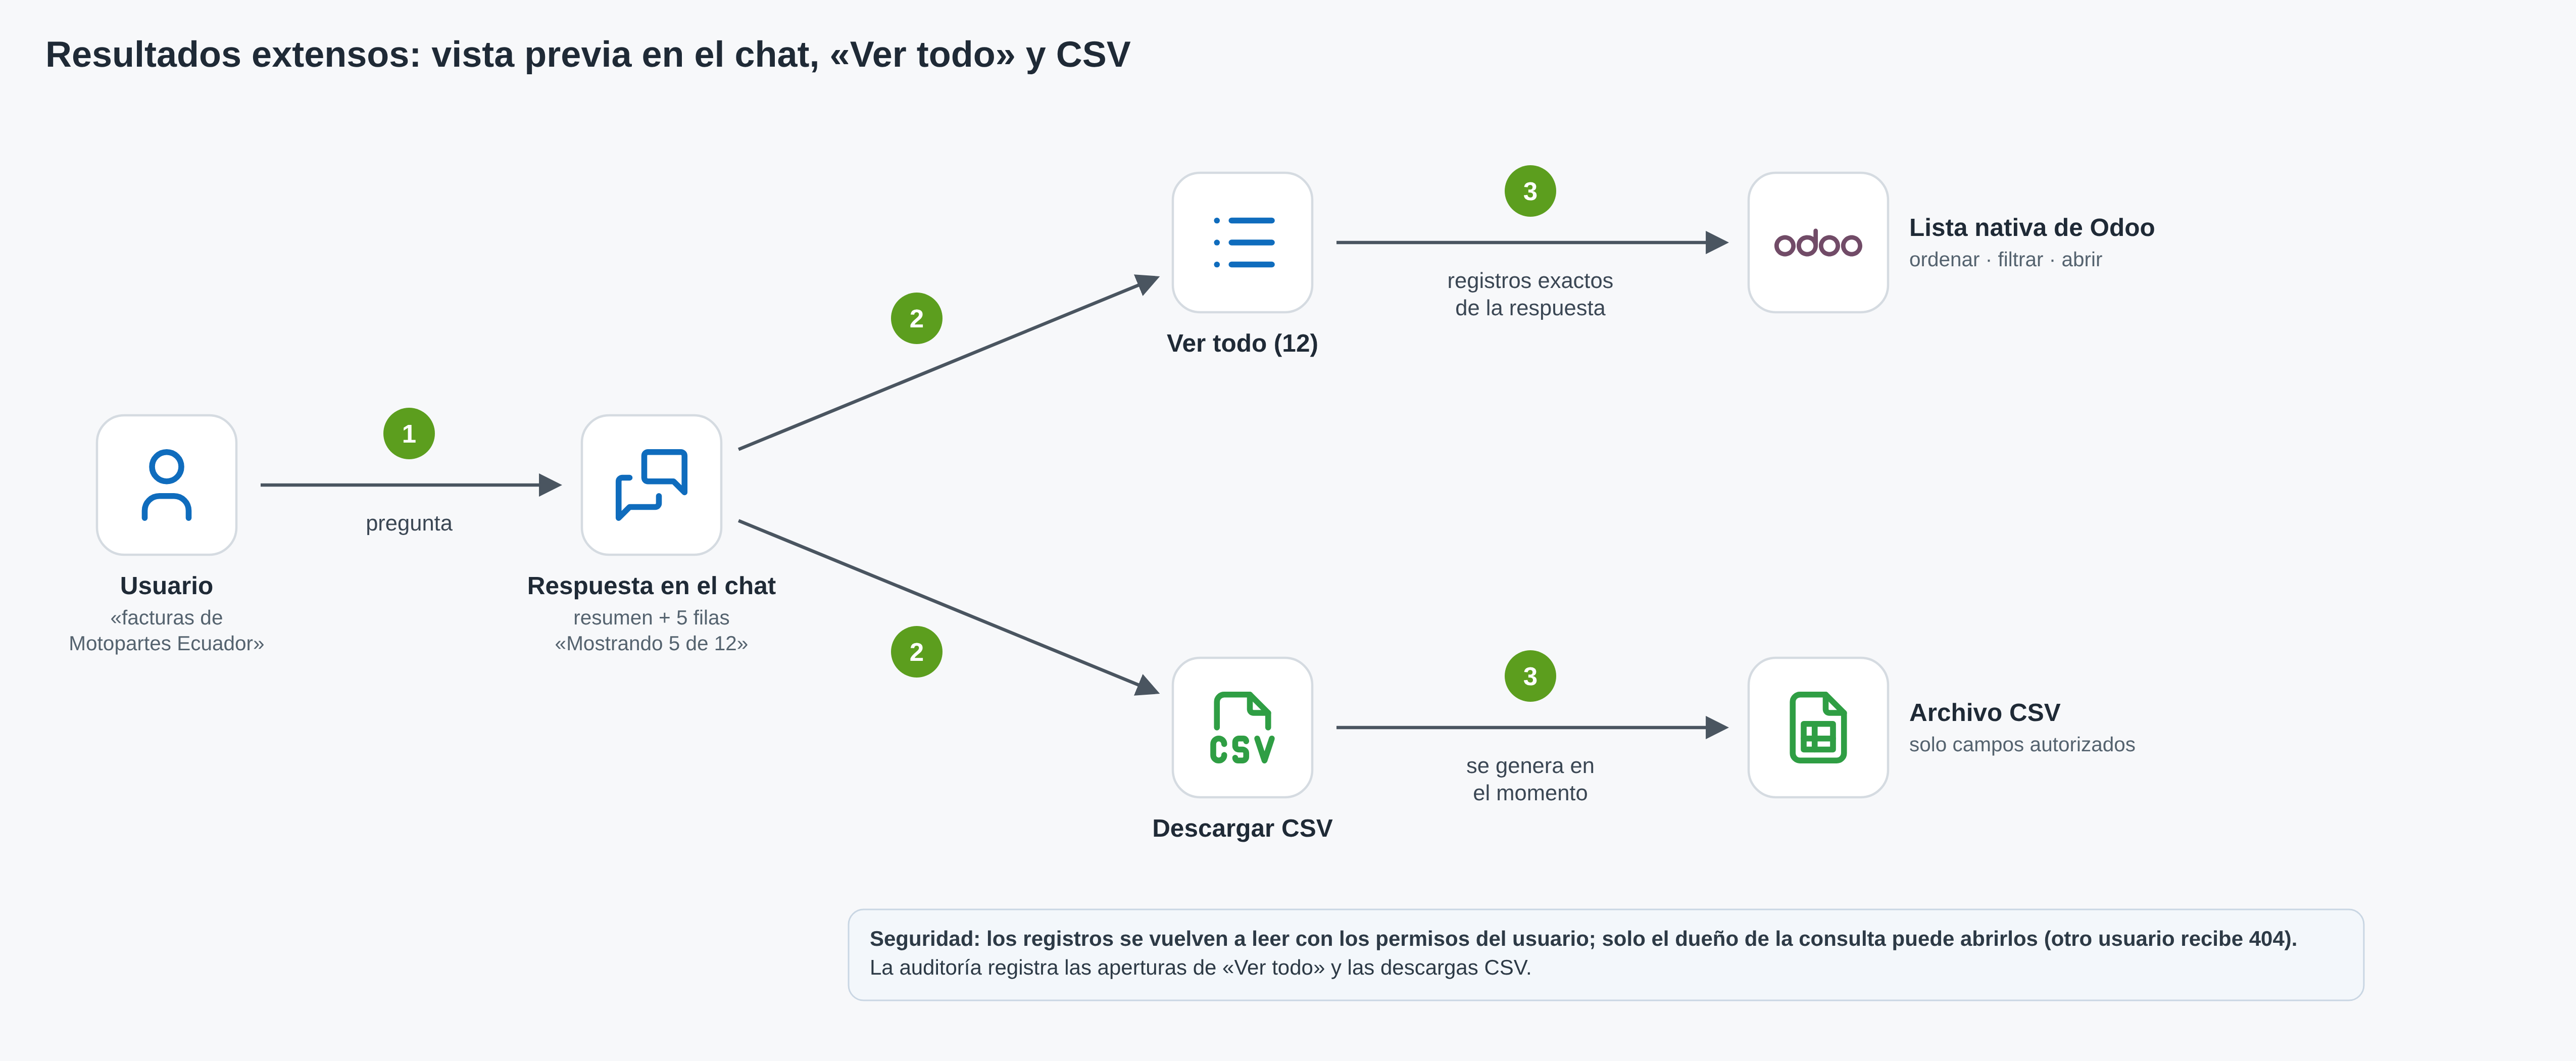 Resultados extensos: vista previa en el chat, «Ver todo» y CSV
1
pregunta
Usuario
«facturas de
Motopartes Ecuador»
Respuesta en el chat
resumen + 5 filas
«Mostrando 5 de 12»
2
Ver todo (12)
3
registros exactos
de la respuesta
odoo
Lista nativa de Odoo
ordenar · filtrar · abrir
2
CSV
Descargar CSV
3
se genera en
el momento
Archivo CSV
solo campos autorizados
Seguridad: los registros se vuelven a leer con los permisos del usuario; solo el dueño de la consulta puede abrirlos (otro usuario recibe 404).
La auditoría registra las aperturas de «Ver todo» y las descargas CSV.